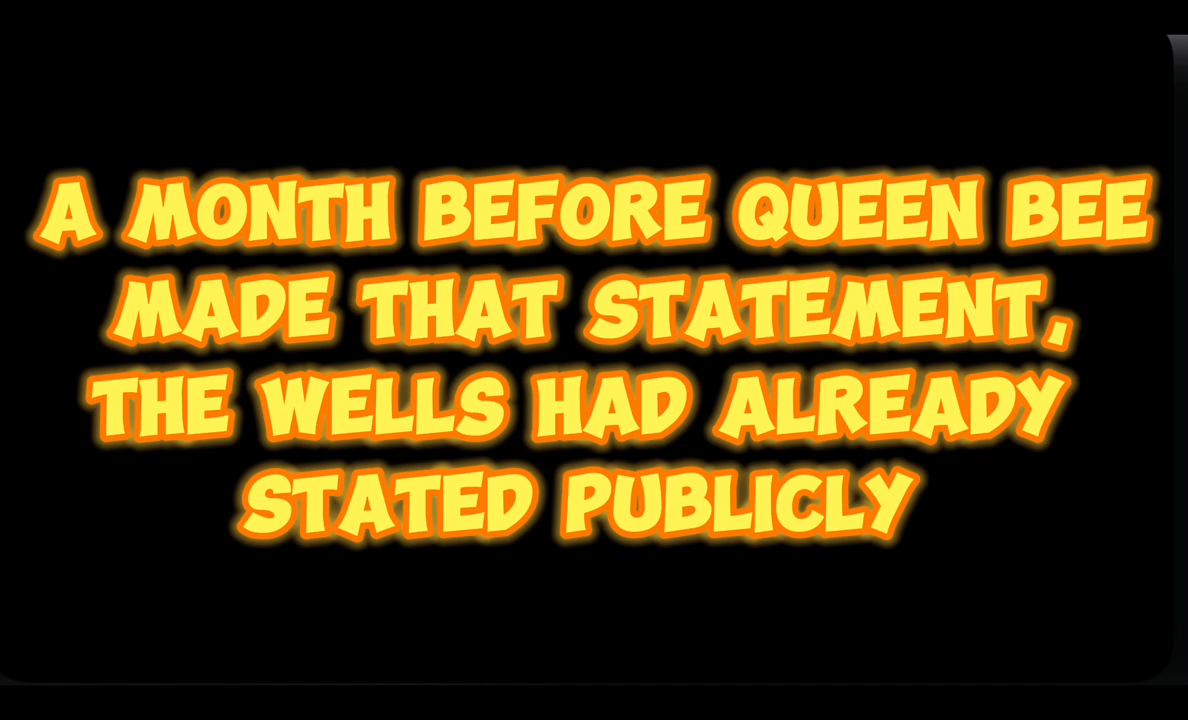 A MONTH BEFORE QUEEN BEE
MADE THAT STATEMENT,
THE WELLS HAD ALREADY
STATED PUBLICLY